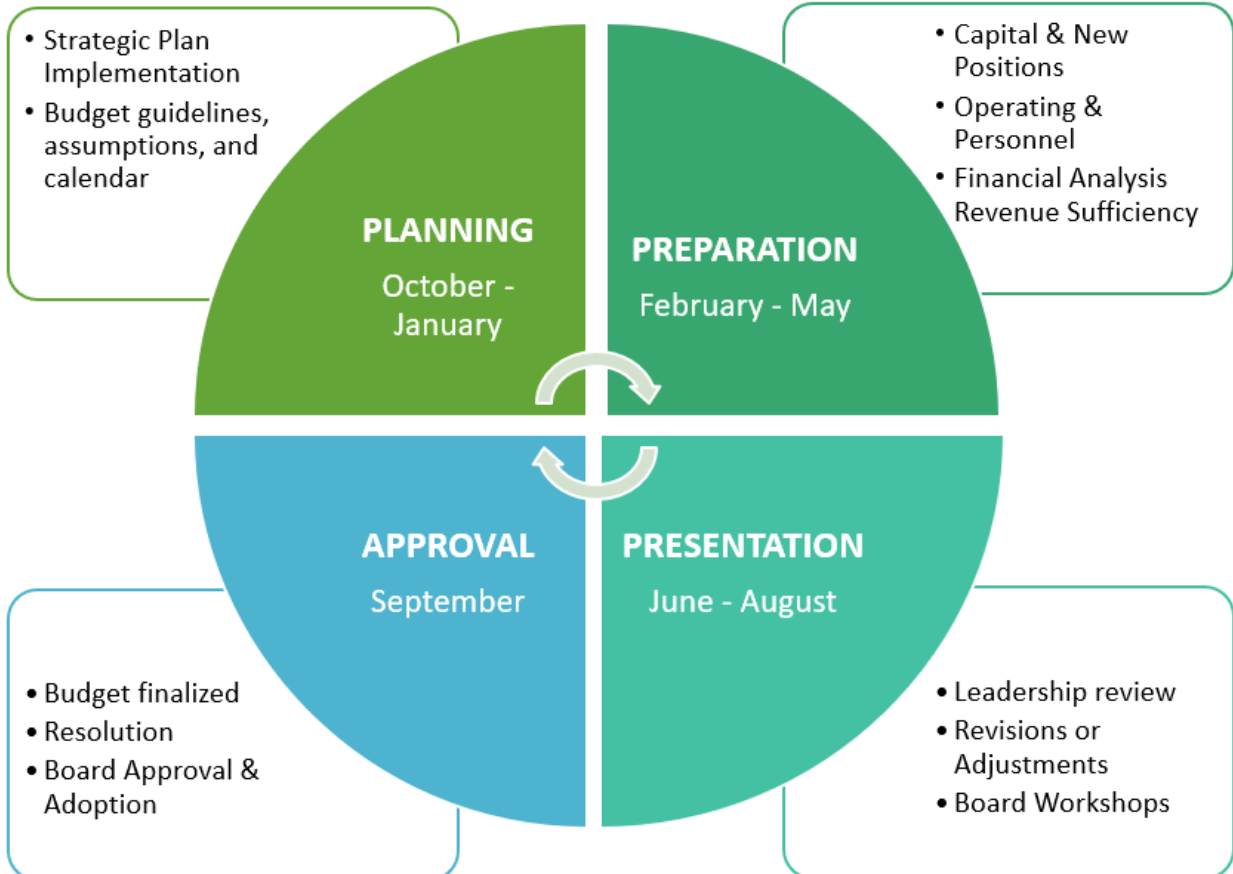 • Strategic Plan
Implementation
• Budget guidelines,
assumptions, and
calendar
PLANNING
October -
January
• Capital & New
Positions
• Operating &
Personnel
• Financial Analysis
Revenue Sufficiency
PREPARATION
February - May
APPROVAL
September
• Budget finalized
• Resolution
• Board Approval &
Adoption
PRESENTATION
June - August
• Leadership review
• Revisions or
Adjustments
• Board Workshops